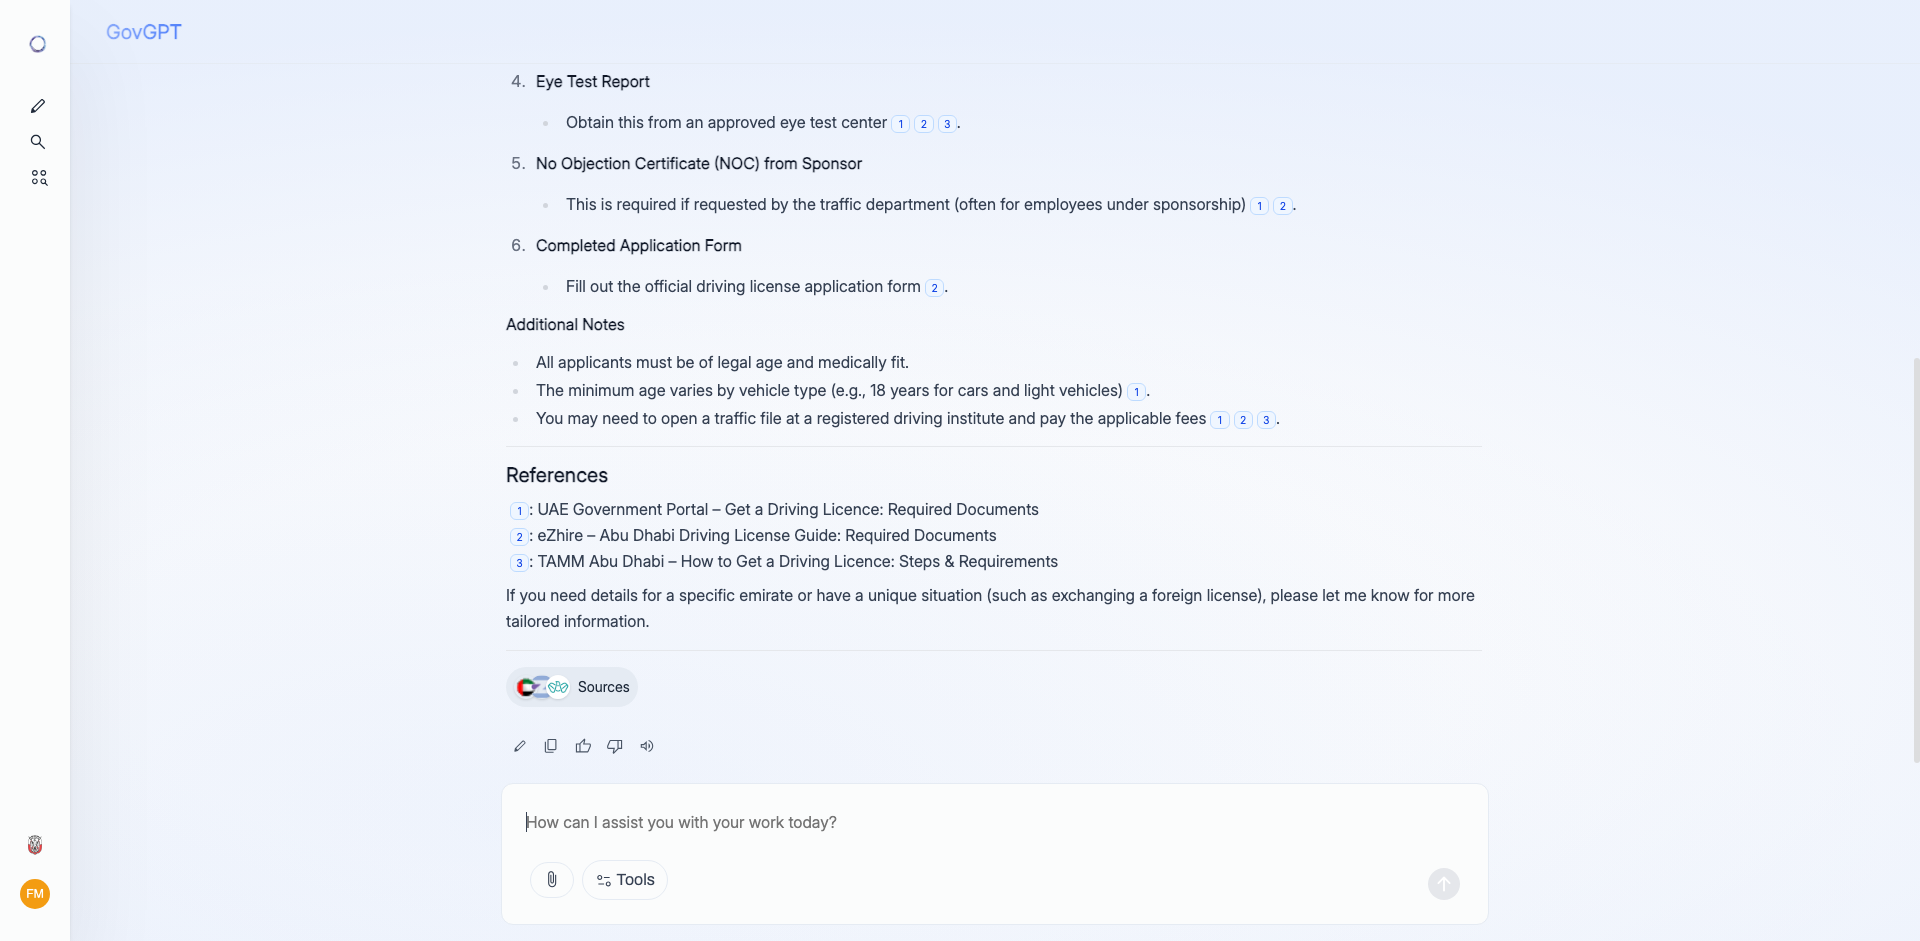 GovGPT
4. Eye Test Report
Obtain this from an approved eye test center 1 2 3.
5. No Objection Certificate (NOC) from Sponsor
This is required if requested by the traffic department (often for employees under sponsorship) 1 2.
6. Completed Application Form
Fill out the official driving license application form 2.
Additional Notes
All applicants must be of legal age and medically fit.
The minimum age varies by vehicle type (e.g., 18 years for cars and light vehicles) 1.
You may need to open a traffic file at a registered driving institute and pay the applicable fees 1 2 3.
References
1: UAE Government Portal – Get a Driving Licence: Required Documents
2: eZhire – Abu Dhabi Driving License Guide: Required Documents
3: TAMM Abu Dhabi – How to Get a Driving Licence: Steps & Requirements
If you need details for a specific emirate or have a unique situation (such as exchanging a foreign license), please let me know for more
tailored information.
Sources
How can I assist you with your work today?
Tools
FM